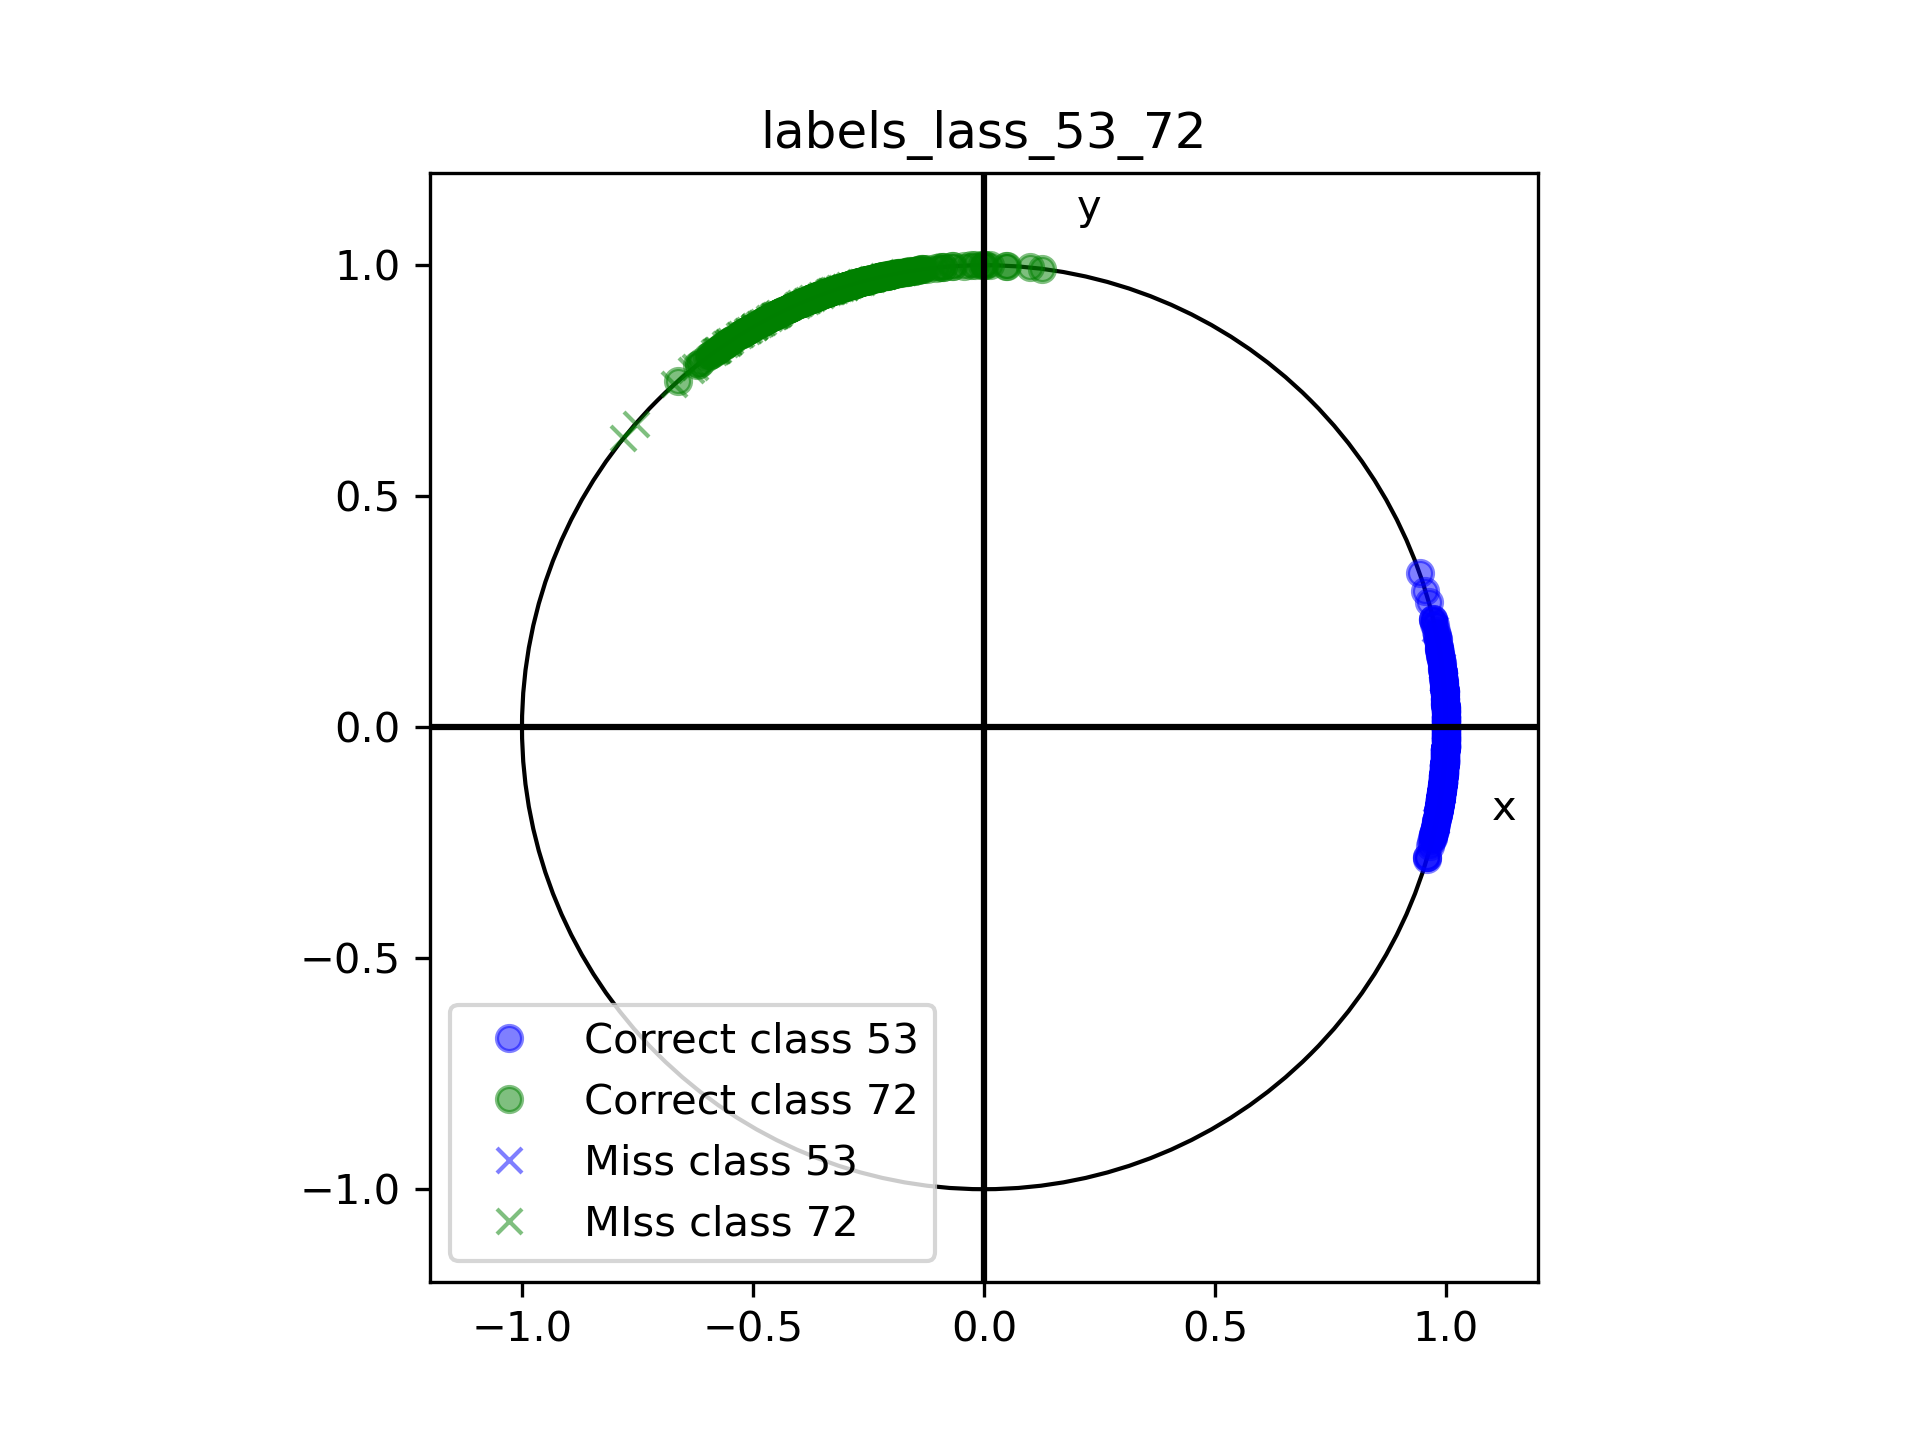 labels_lass_53_72
y
1.0
0.5
0.0
−0.5
−1.0
x
Correct class 53
Correct class 72
Miss class 53
MIss class 72
−1.0 −0.5 0.0 0.5 1.0